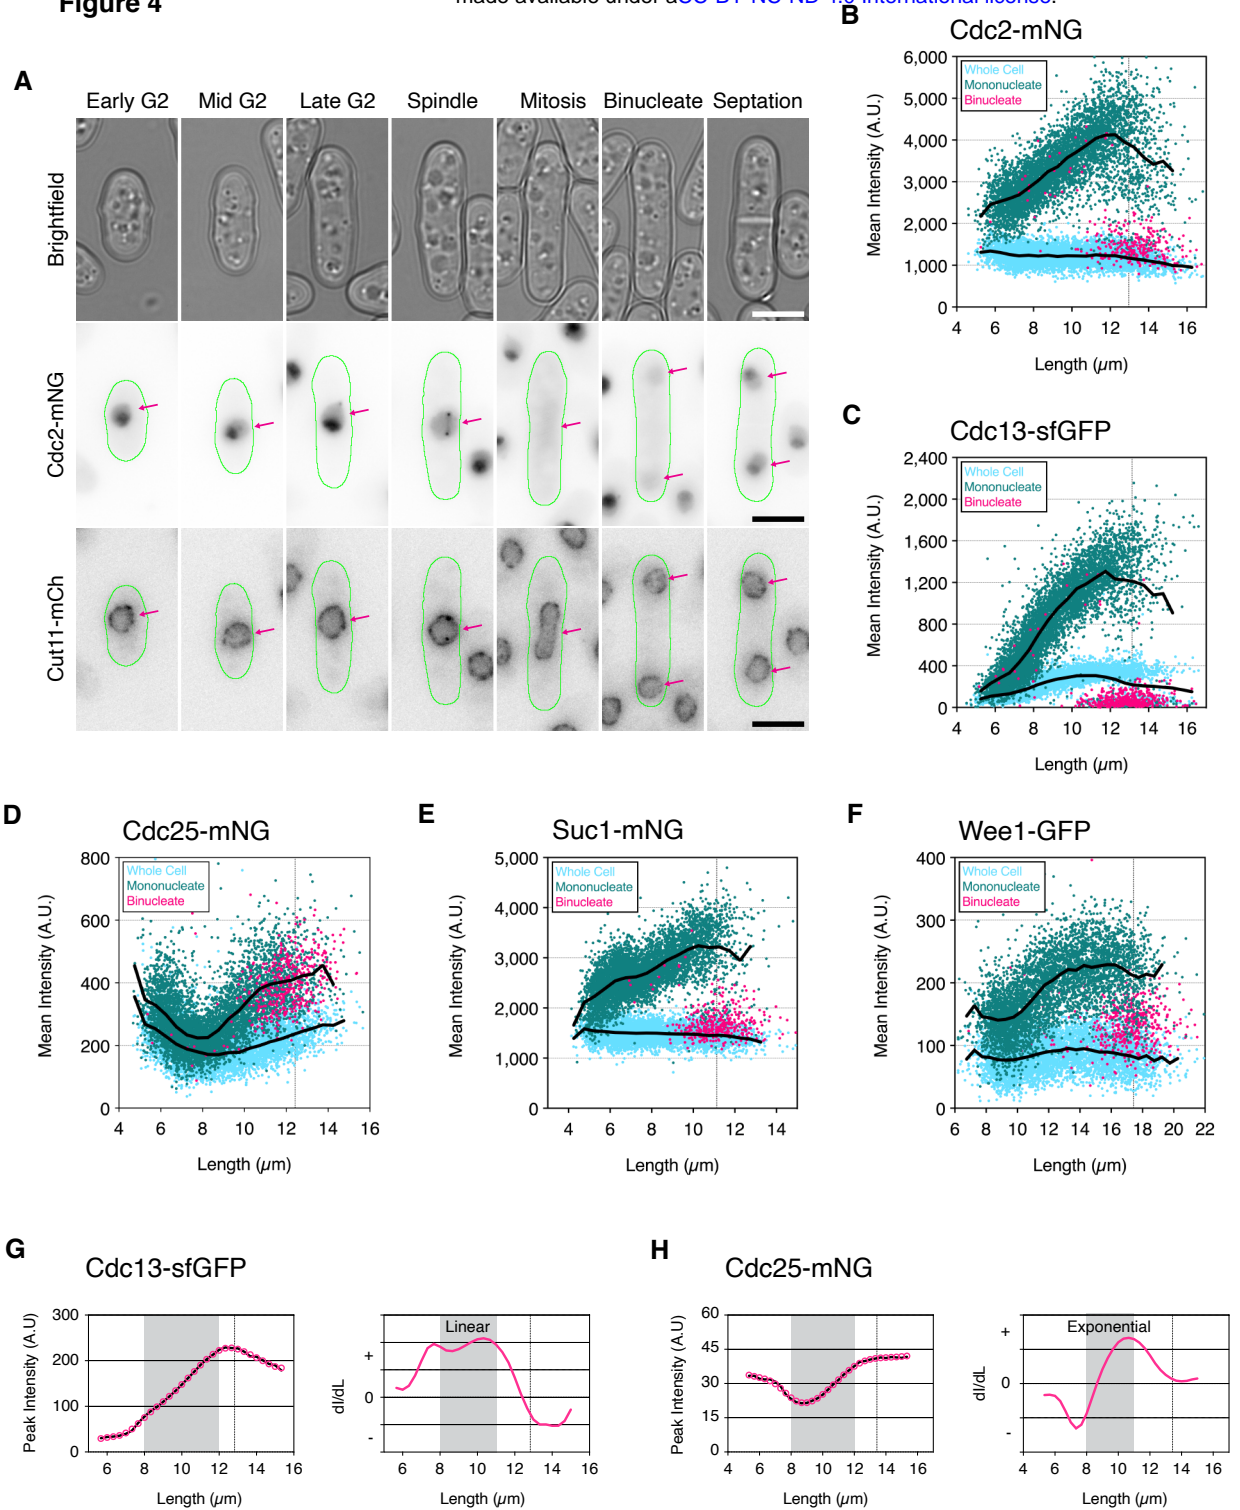 Figure 4
made available under aCC-BY-NC-ND 4.0 International license.
A
Early G2 Mid G2 Late G2 Spindle Mitosis Binucleate Septation
Brightfield
Cdc2-mNG
Cut11-mCh
B
Cdc2-mNG
Whole Cell
Mononucleate
Binucleate
Mean Intensity (A.U.)
6,000
5,000
4,000
3,000
2,000
1,000
0
4 6 8 10 12 14 16
Length (µm)
C
Cdc13-sfGFP
Whole Cell
Mononucleate
Binucleate
Mean Intensity (A.U.)
2,400
2,000
1,600
1,200
800
400
0
4 6 8 10 12 14 16
Length (µm)
D
Cdc25-mNG
Whole Cell
Mononucleate
Binucleate
Mean Intensity (A.U.)
800
600
400
200
0
4 6 8 10 12 14 16
Length (µm)
E
Suc1-mNG
Whole Cell
Mononucleate
Binucleate
Mean Intensity (A.U.)
5,000
4,000
3,000
2,000
1,000
0
4 6 8 10 12 14
Length (µm)
F
Wee1-GFP
Whole Cell
Mononucleate
Binucleate
Mean Intensity (A.U.)
400
300
200
100
0
6 8 10 12 14 16 18 20 22
Length (µm)
G
Cdc13-sfGFP
Peak Intensity (A.U)
300
200
100
0
6 8 10 12 14 16
Length (µm)
Linear
dI/dL
+
0
-
6 8 10 12 14 16
Length (µm)
H
Cdc25-mNG
Peak Intensity (A.U)
60
45
30
15
0
4 6 8 10 12 14 16
Length (µm)
Exponential
dI/dL
+
0
-
4 6 8 10 12 14 16
Length (µm)